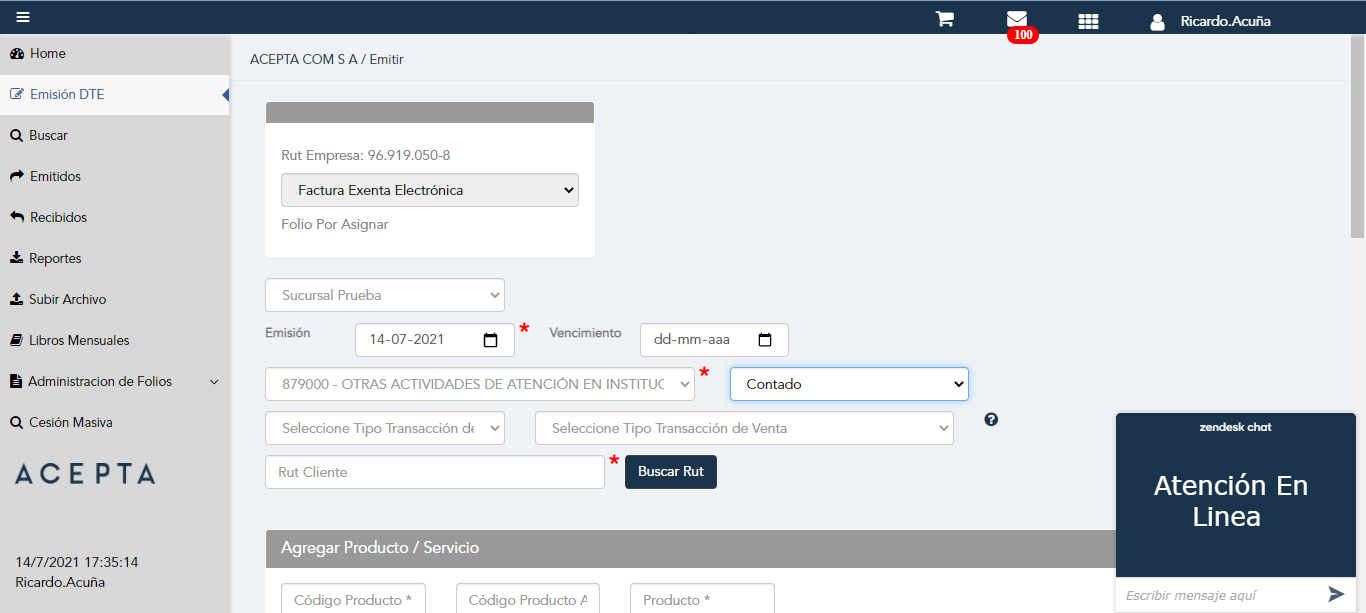 Ricardo.Acuña
100
Home
Emisión DTE
Buscar
Emitidos
Recibidos
Reportes
Subir Archivo
Libros Mensuales
Administracion de Folios
Cesión Masiva
ACEPTA
14/7/2021 17:35:14
Ricardo.Acuña
ACEPTA COM S A / Emitir
Rut Empresa: 96.919.050-8
Factura Exenta Electrónica
Folio Por Asignar
Sucursal Prueba
Emisión 14-07-2021 * Vencimiento dd-mm-aaa
879000 - OTRAS ACTIVIDADES DE ATENCIÓN EN INSTITUC * Contado
Seleccione Tipo Transacción de Seleccione Tipo Transacción de Venta ?
Rut Cliente * Buscar Rut
Agregar Producto / Servicio
Código Producto * Código Producto A Producto *
zendesk chat
Atención En
Linea
Escribir mensaje aquí